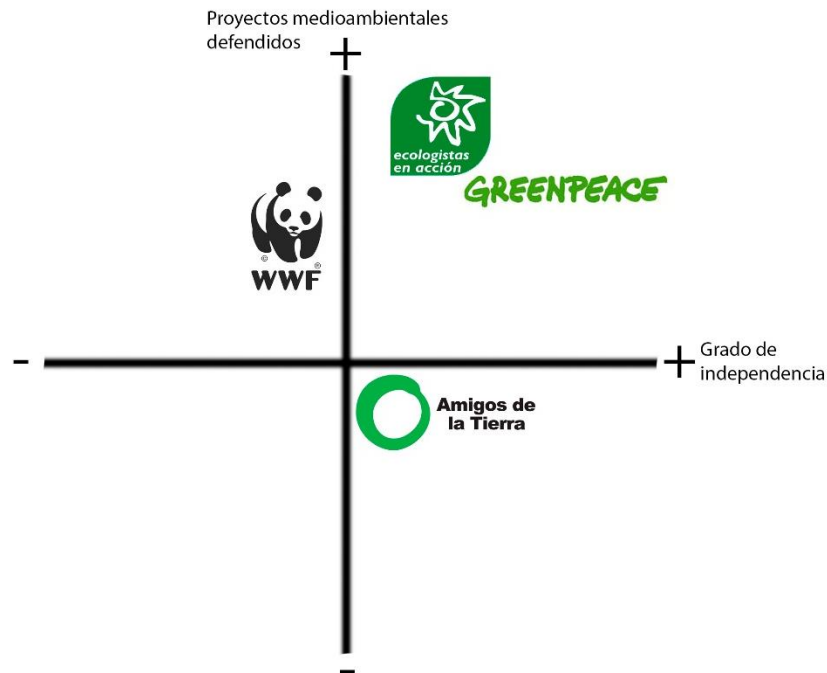 Proyectos medioambientales
defendidos
+
ecologistas
en acción
GREENPEACE
©
®
WWF
-
+
Grado de
independencia
Amigos de
la Tierra
-